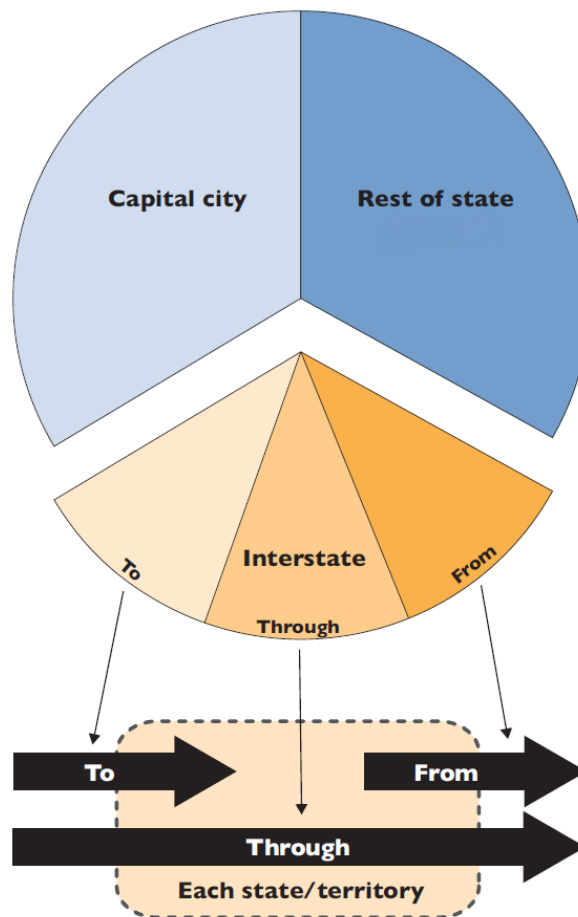 Capital city
Rest of state
To
Interstate
From
Through
To
From
Through
Each state/territory